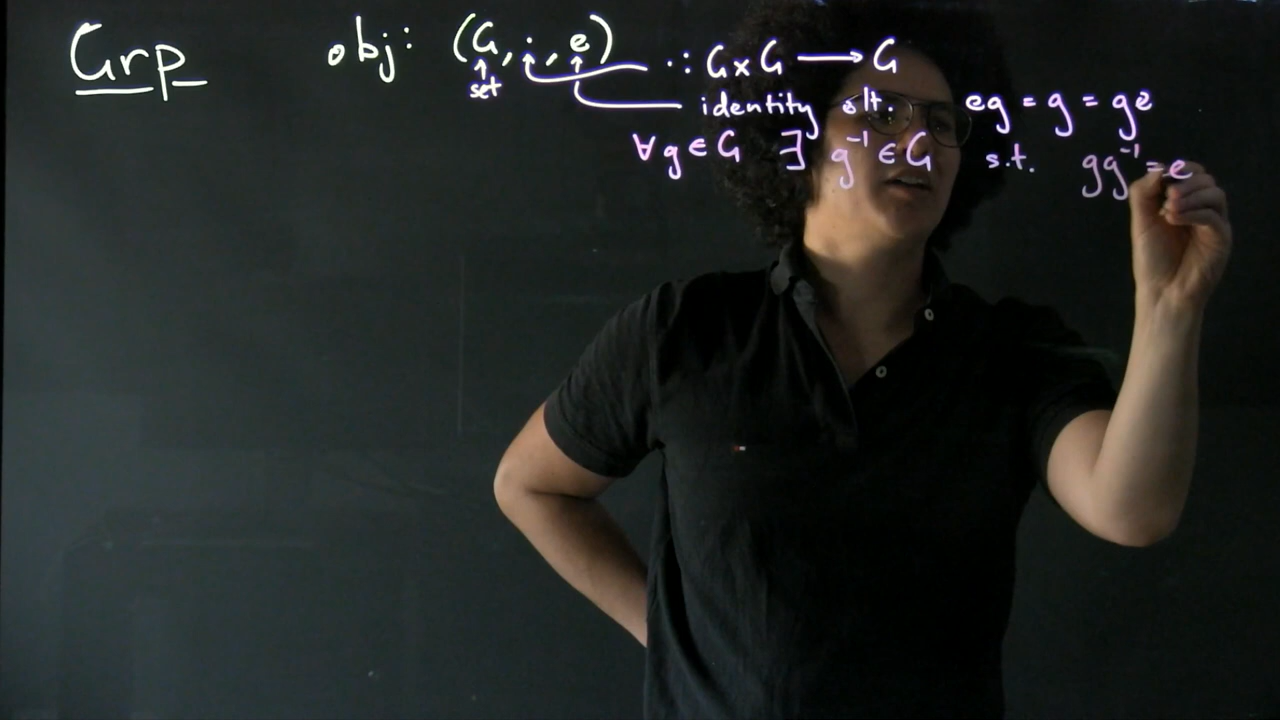 Grp obj: (G, ·, e) ·: G × G → G
set
identity elt. eg = g = ge
∀ g ∈ G ∃ g⁻¹ ∈ G s.t. gg⁻¹ = e